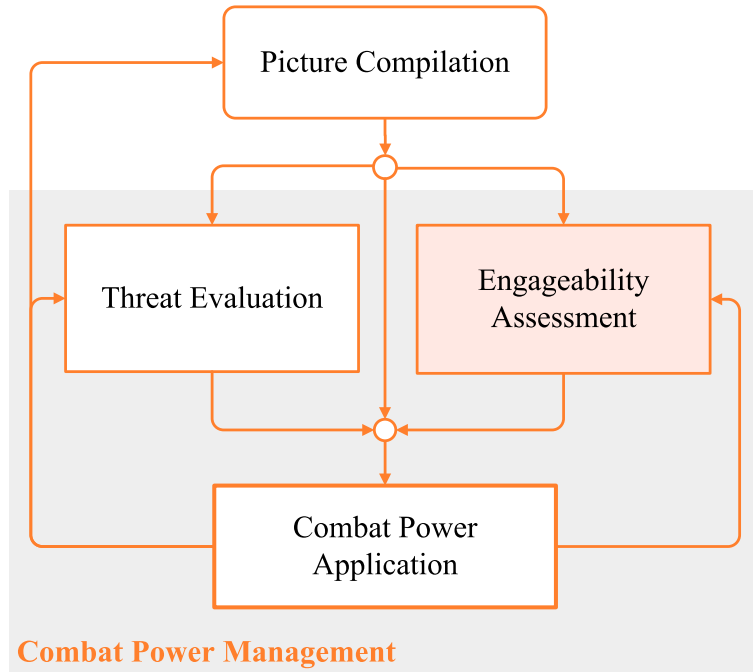 Picture Compilation
Threat Evaluation
Engageability
Assessment
Combat Power
Application
Combat Power Management